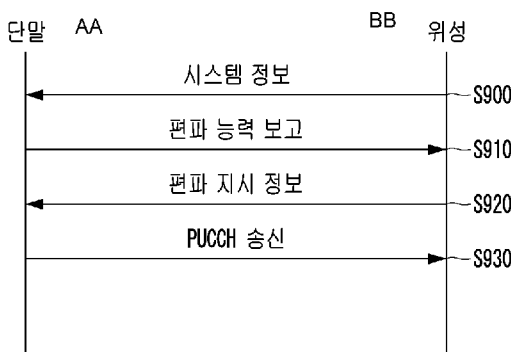 단말 AA BB 위성
시스템 정보 S900
편파 능력 보고 S910
편파 지시 정보 S920
PUCCH 송신 S930